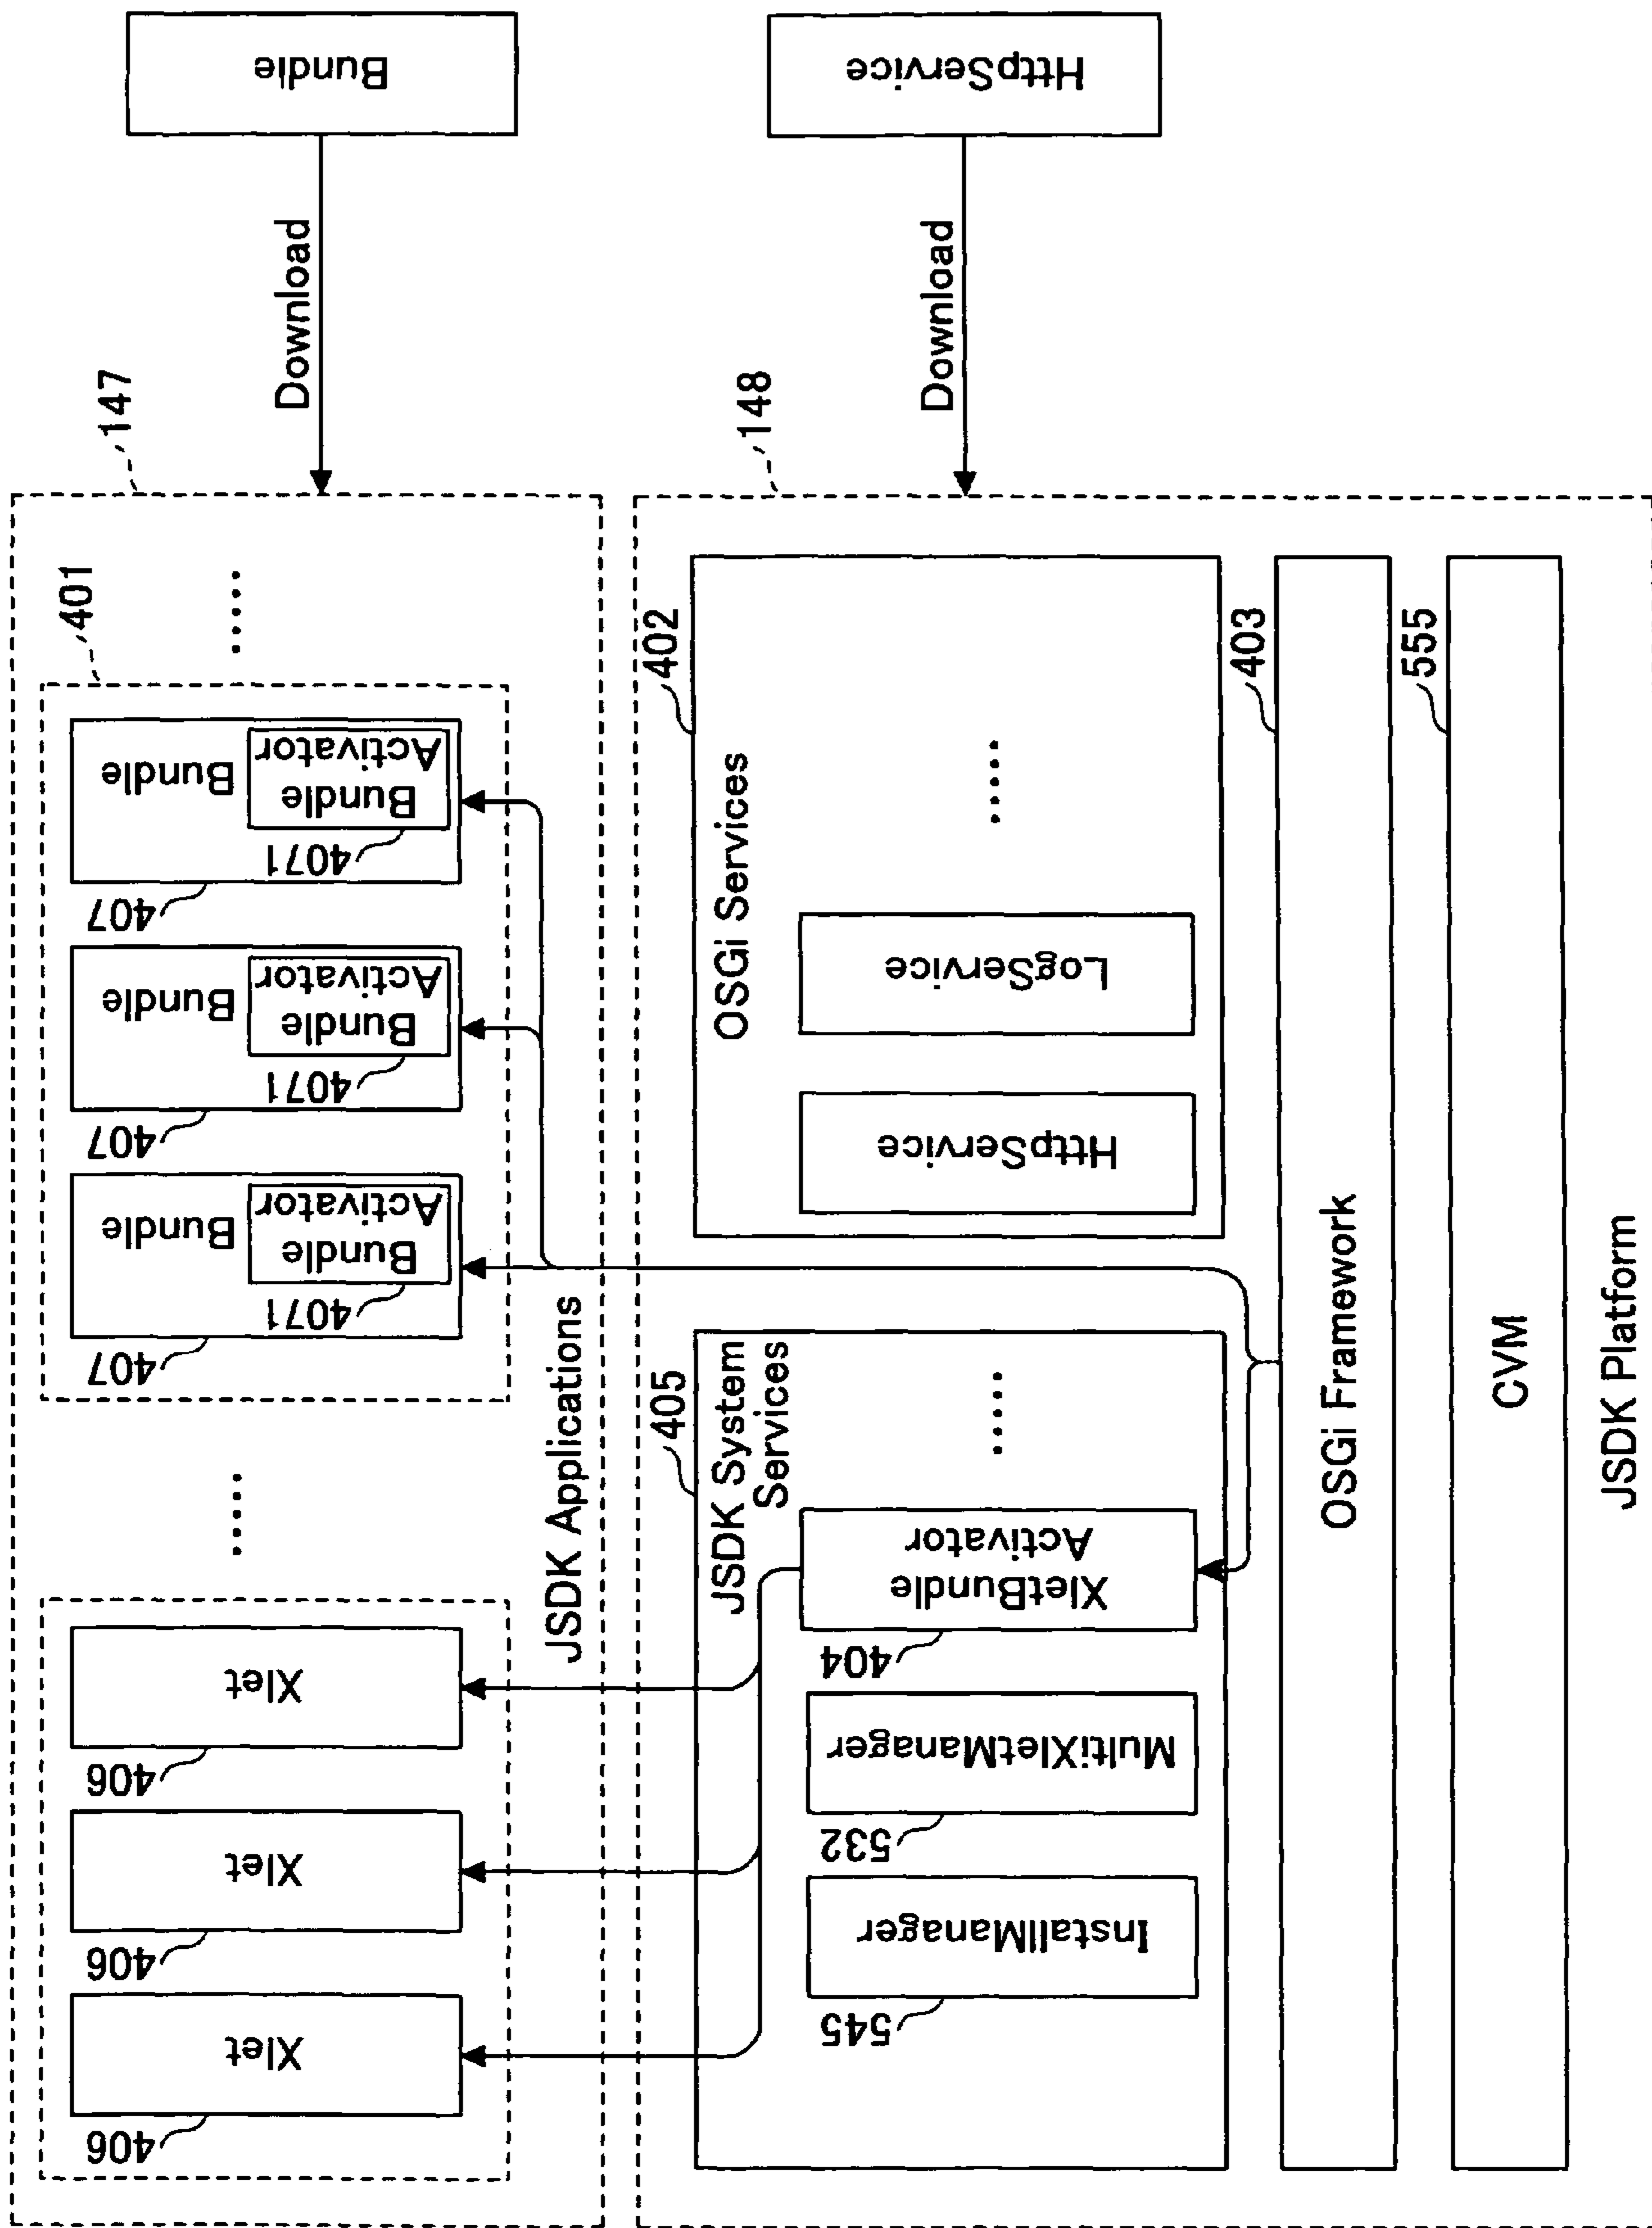 147
401
406
Xlet
406
Xlet
406
Xlet
.....
407
Bundle
4071
Bundle
Activator
407
Bundle
4071
Bundle
Activator
407
Bundle
4071
Bundle
Activator
.....
JSDK Applications
Download
Bundle
148
405
JSDK System
Services
545
InstallManager
532
MultiXletManager
404
XletBundle
Activator
.....
402
OSGi Services
HttpService
LogService
.....
Download
HttpService
403
OSGi Framework
555
CVM
JSDK Platform